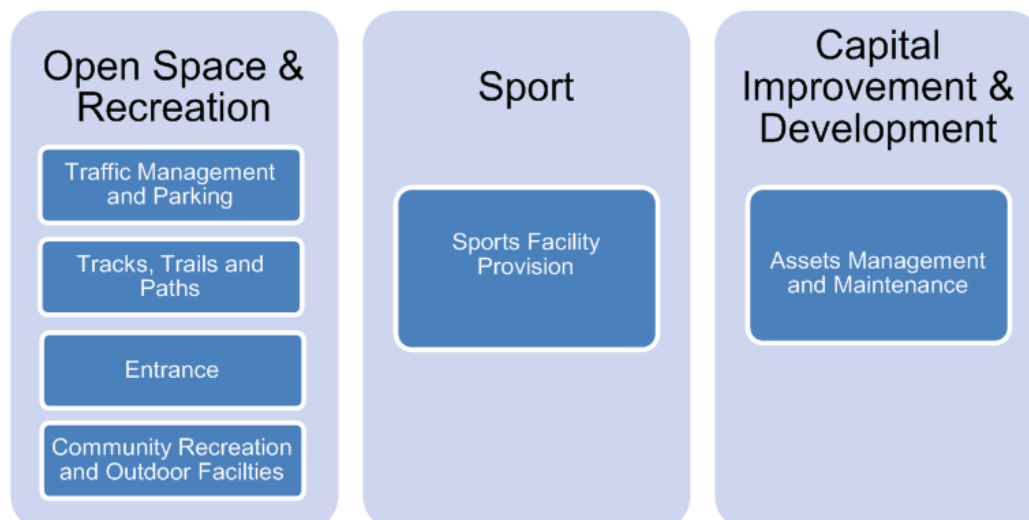 Open Space &
Recreation
Traffic Management
and Parking
Tracks, Trails and
Paths
Entrance
Community Recreation
and Outdoor Facilties
Sport
Sports Facility
Provision
Capital
Improvement &
Development
Assets Management
and Maintenance